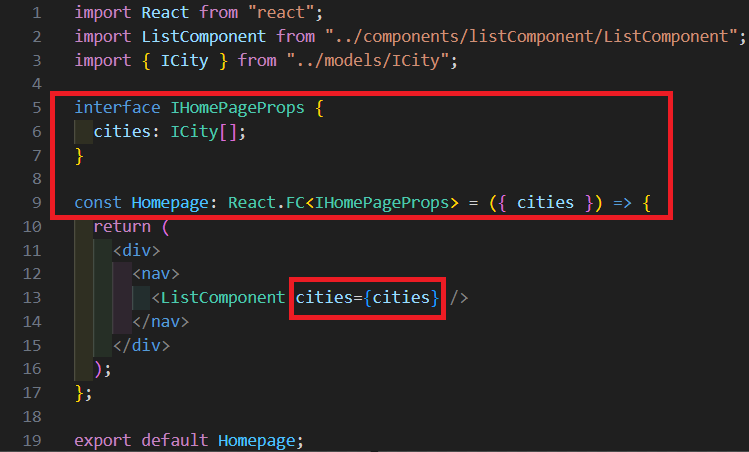 1 import React from "react";
2 import ListComponent from "../components/listComponent/ListComponent";
3 import { ICity } from "../models/ICity";
4
5 interface IHomePageProps {
6   cities: ICity[];
7 }
8
9 const Homepage: React.FC<IHomePageProps> = ({ cities }) => {
10   return (
11     <div>
12       <nav>
13         <ListComponent cities={cities} />
14       </nav>
15     </div>
16   );
17 };
18
19 export default Homepage;